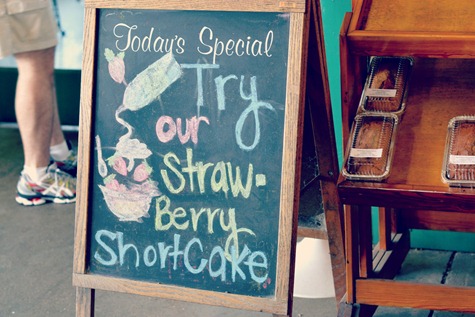 Today's Special
Try
our
Straw-
Berry
ShortCake